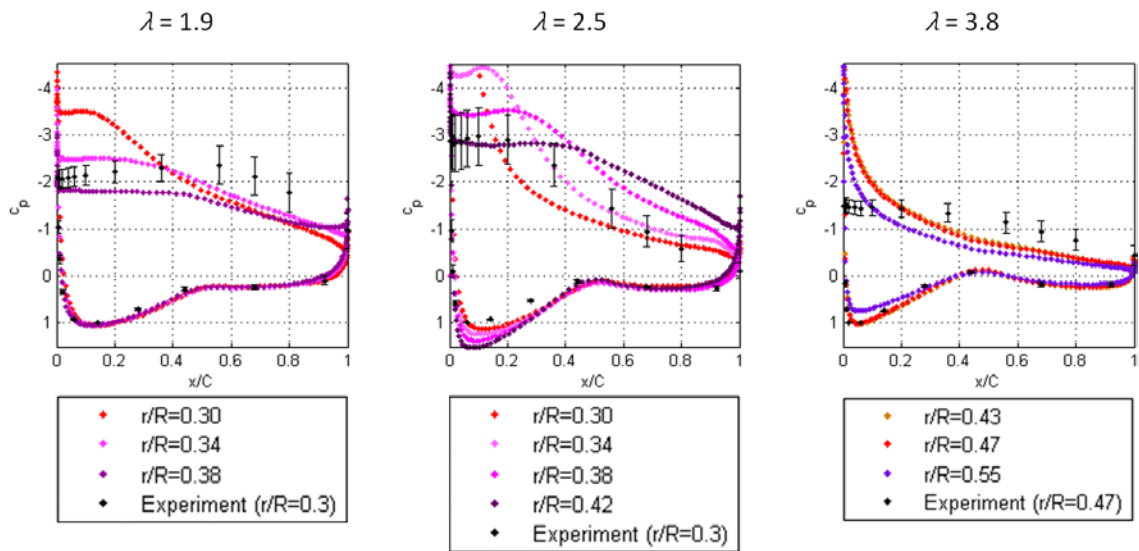 λ = 1.9
λ = 2.5
λ = 3.8
-4
-3
-2
-1
0
1
c_p
0
0.2
0.4
0.6
0.8
1
x/C
r/R=0.30
r/R=0.34
r/R=0.38
Experiment (r/R=0.3)
-4
-3
-2
-1
0
1
c_p
0
0.2
0.4
0.6
0.8
1
x/C
r/R=0.30
r/R=0.34
r/R=0.38
r/R=0.42
Experiment (r/R=0.3)
-4
-3
-2
-1
0
1
c_p
0
0.2
0.4
0.6
0.8
1
x/C
r/R=0.43
r/R=0.47
r/R=0.55
Experiment (r/R=0.47)